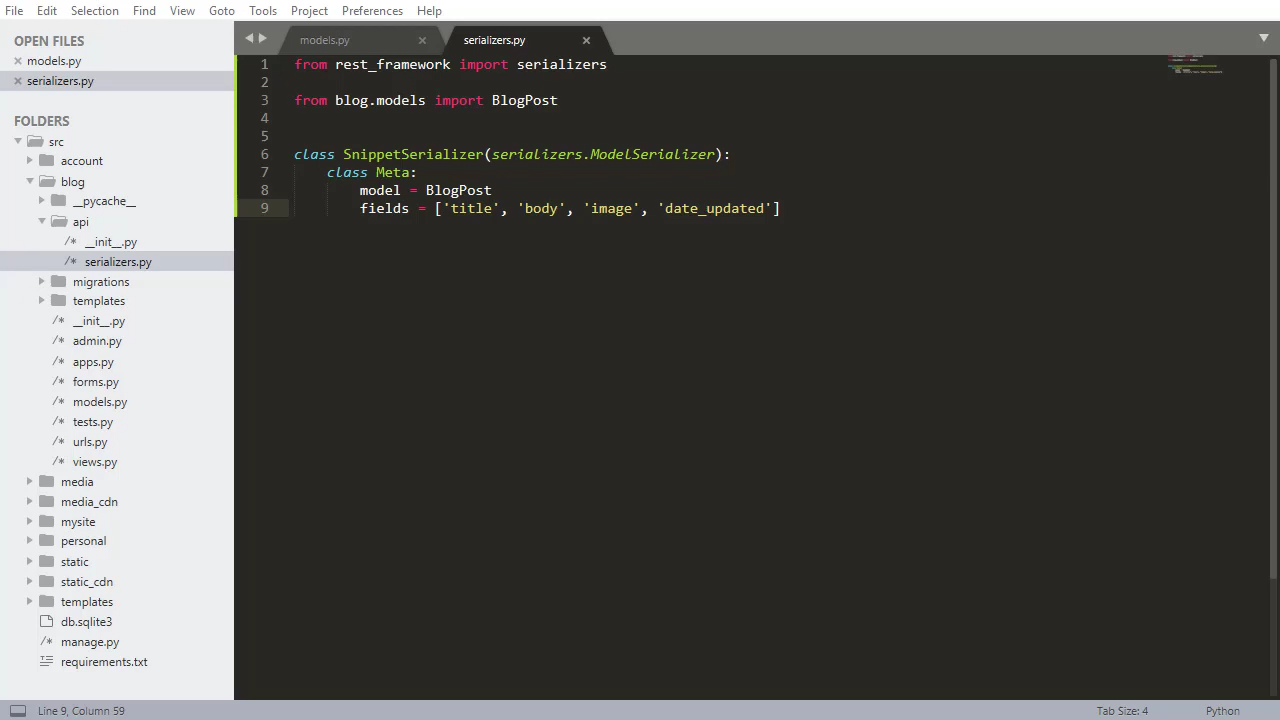 File Edit Selection Find View Goto Tools Project Preferences Help
OPEN FILES
models.py
serializers.py
FOLDERS
src
account
blog
__pycache__
api
__init__.py
serializers.py
migrations
templates
__init__.py
admin.py
apps.py
forms.py
models.py
tests.py
urls.py
views.py
media
media_cdn
mysite
personal
static
static_cdn
templates
db.sqlite3
manage.py
requirements.txt
models.py serializers.py
1 from rest_framework import serializers
2
3 from blog.models import BlogPost
4
5
6 class SnippetSerializer(serializers.ModelSerializer):
7 class Meta:
8 model = BlogPost
9 fields = ['title', 'body', 'image', 'date_updated']
Line 9, Column 59 Tab Size: 4 Python